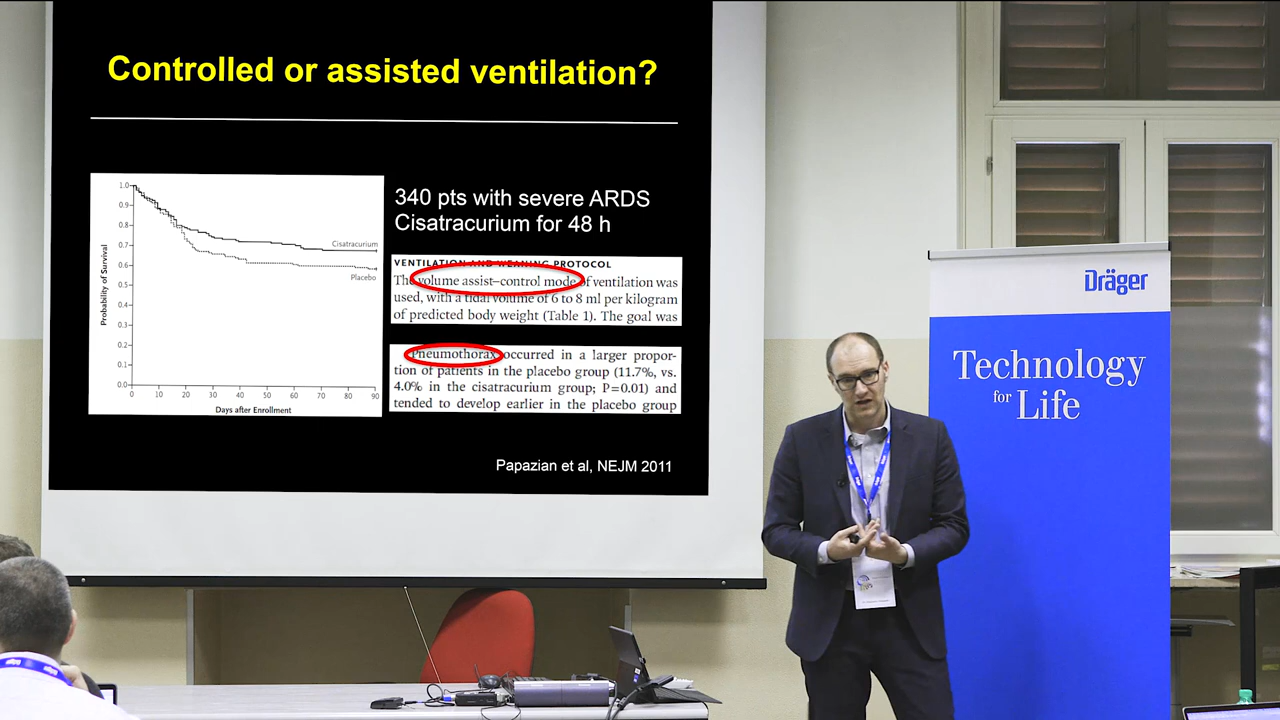 Controlled or assisted ventilation?
1.0
0.9
0.8
0.7
0.6
0.5
0.4
0.3
0.2
0.1
0.0
0 10 20 30 40 50 60 70 80 90
Probability of Survival
Days after Enrollment
Cisatracurium
Placebo
340 pts with severe ARDS
Cisatracurium for 48 h
VENTILATION AND WEANING PROTOCOL
The volume assist–control mode of ventilation was
used, with a tidal volume of 6 to 8 ml per kilogram
of predicted body weight (Table 1). The goal was
Pneumothorax occurred in a larger propor-
tion of patients in the placebo group (11.7%, vs.
4.0% in the cisatracurium group; P=0.01) and
tended to develop earlier in the placebo group
Papazian et al, NEJM 2011
Dräger
Technology
for Life